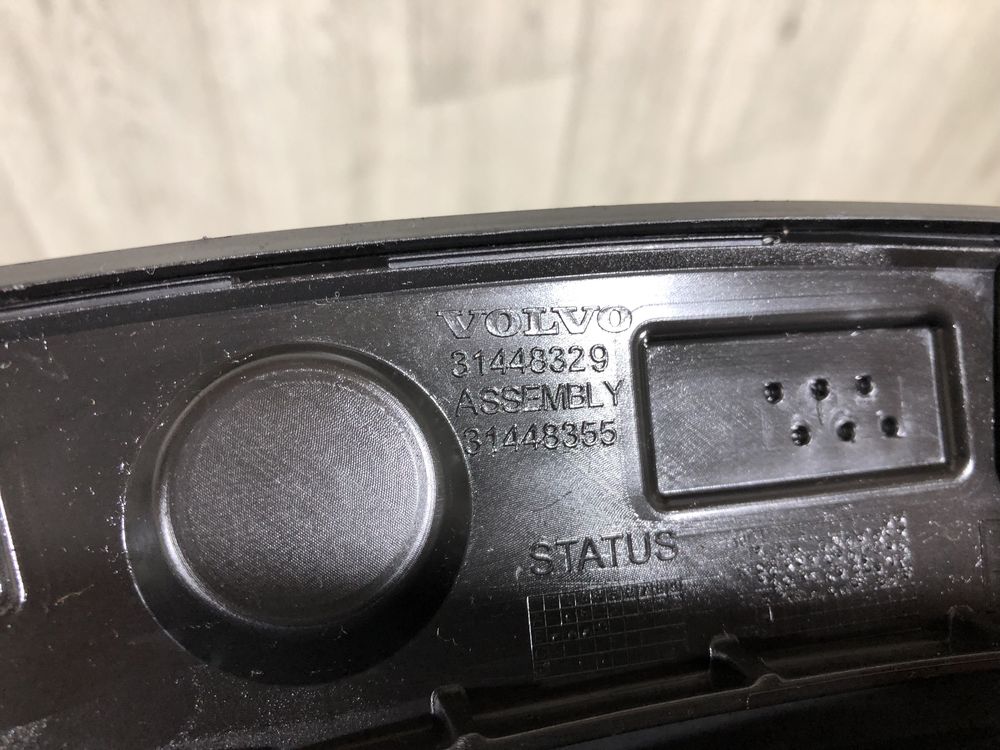 VOLVO
31448329
ASSEMBLY
31448355
STATUS